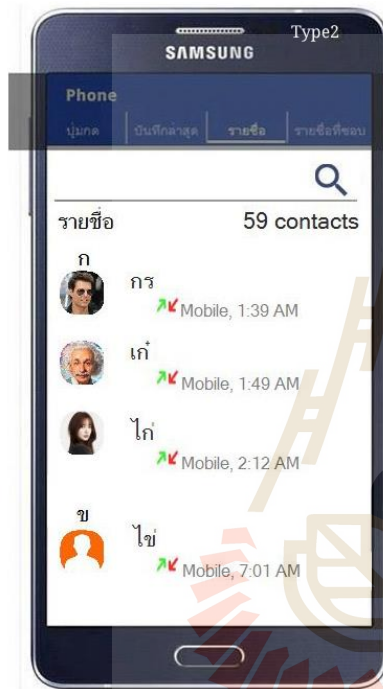 Type2
SAMSUNG
Phone
ปุ่มกด บันทึกล่าสุด รายชื่อ รายชื่อที่ชอบ
รายชื่อ 59 contacts
ก
กร
Mobile, 1:39 AM
เก๋
Mobile, 1:49 AM
ไก่
Mobile, 2:12 AM
ข
ไข่
Mobile, 7:01 AM